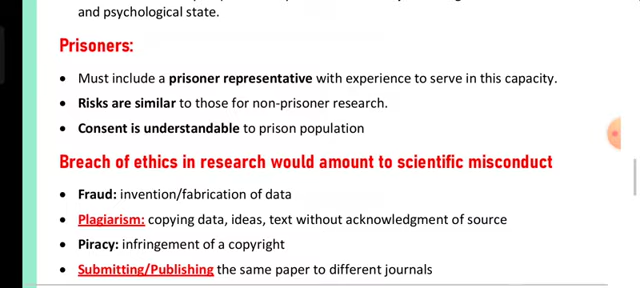 and psychological state.
Prisoners:
• Must include a prisoner representative with experience to serve in this capacity.
• Risks are similar to those for non-prisoner research.
• Consent is understandable to prison population
Breach of ethics in research would amount to scientific misconduct
• Fraud: invention/fabrication of data
• Plagiarism: copying data, ideas, text without acknowledgment of source
• Piracy: infringement of a copyright
• Submitting/Publishing the same paper to different journals